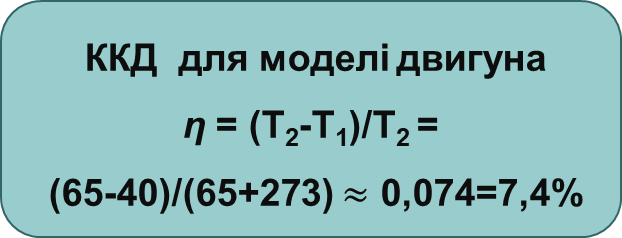 ККД для моделі двигуна
η = (T₂-T₁)/T₂ =
(65-40)/(65+273) ≈ 0,074=7,4%